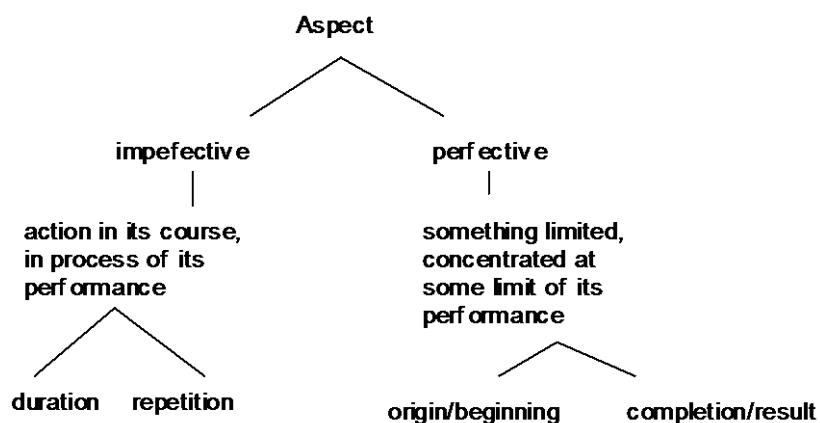 Aspect
impefective perfective
action in its course,
in process of its
performance
something limited,
concentrated at
some limit of its
performance
duration repetition
origin/beginning completion/result